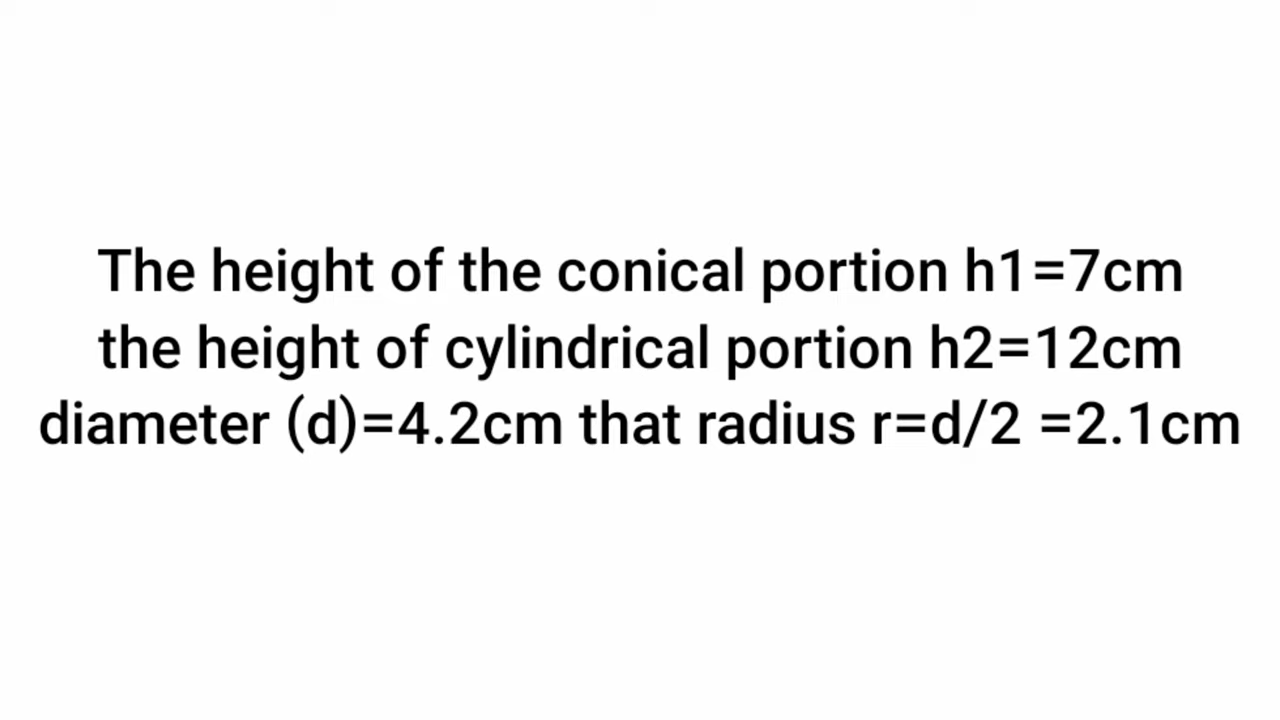 The height of the conical portion h1=7cm
the height of cylindrical portion h2=12cm
diameter (d)=4.2cm that radius r=d/2 =2.1cm